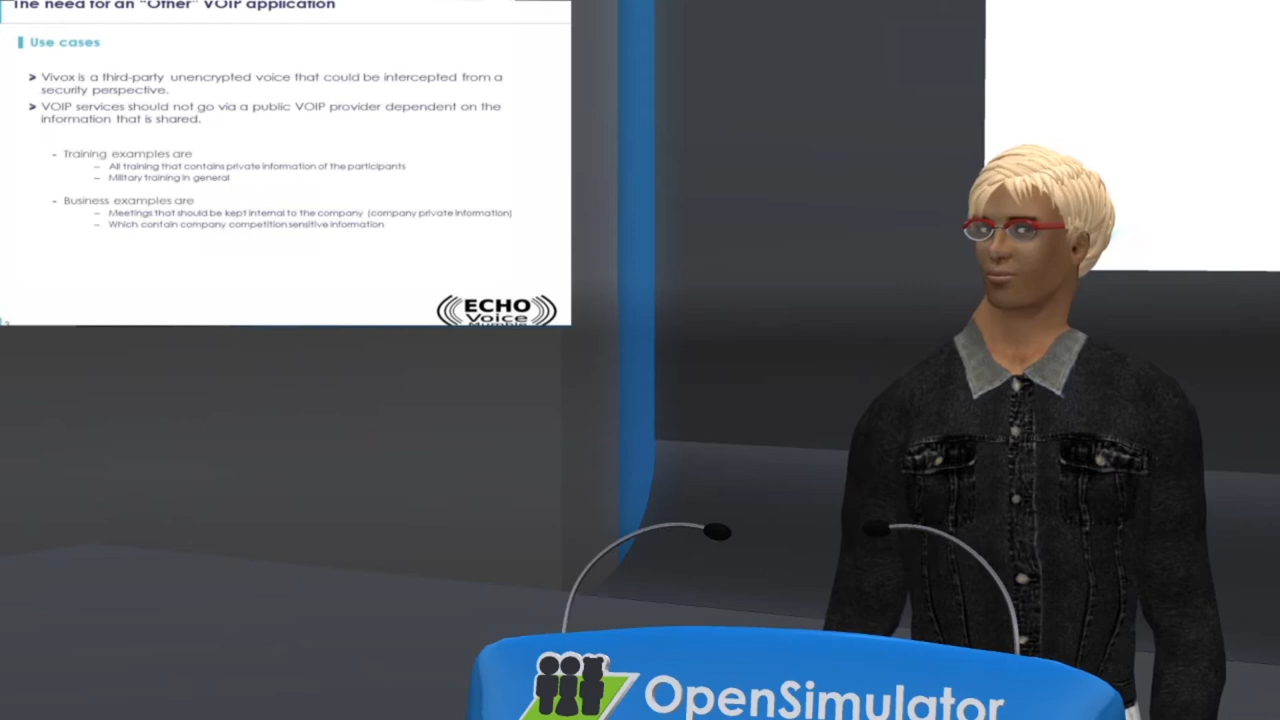 The need for an "Other" VOIP application
Use cases
Vivox is a third-party unencrypted voice that could be intercepted from a
security perspective.
VOIP services should not go via a public VOIP provider dependent on the
information that is shared.
- Training examples are
– All training that contains private information of the participants
– Military training in general
- Business examples are
– Meetings that should be kept internal to the company (company private information)
– Which contain company competition sensitive information
ECHO
Voice
Mumble
OpenSimulator